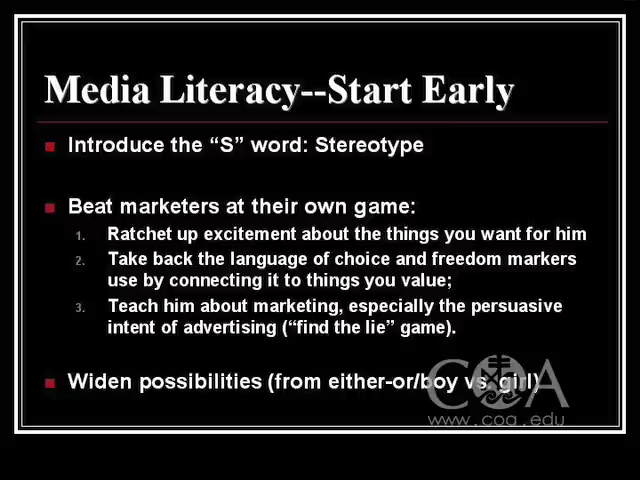 Media Literacy--Start Early
Introduce the “S” word: Stereotype
Beat marketers at their own game:
1. Ratchet up excitement about the things you want for him
2. Take back the language of choice and freedom markers
use by connecting it to things you value;
3. Teach him about marketing, especially the persuasive
intent of advertising (“find the lie” game).
Widen possibilities (from either-or/boy vs. girl)
COA
www.coa.edu